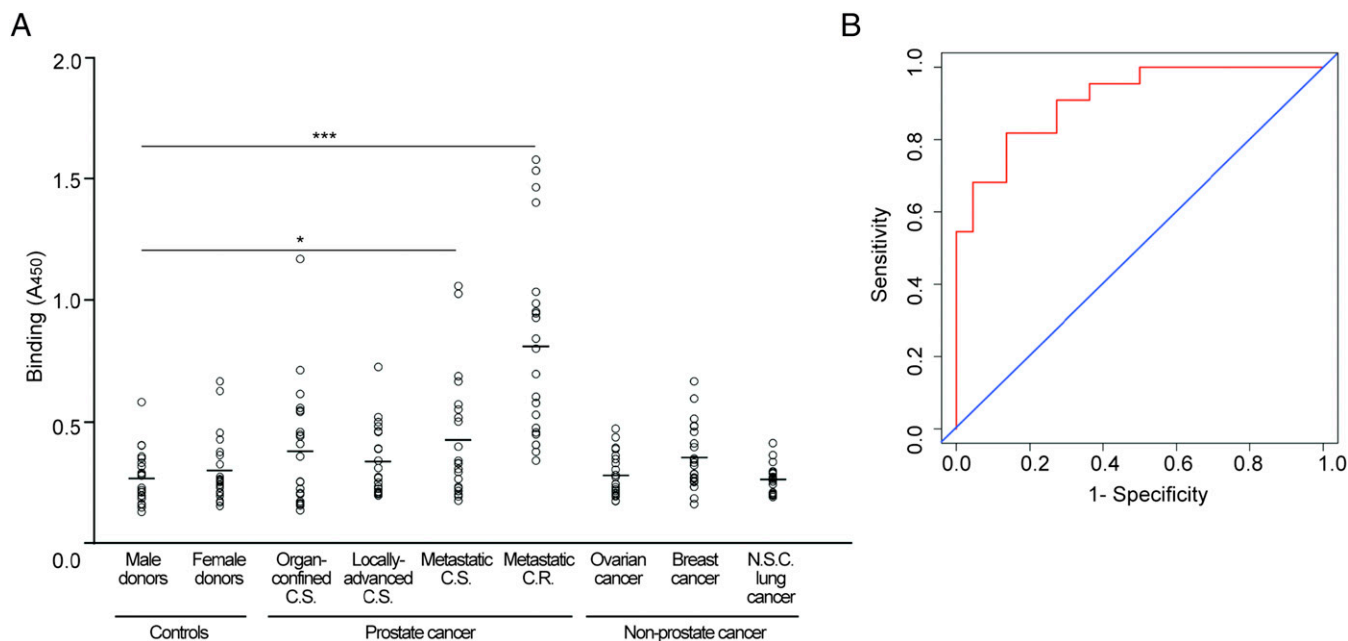 A
2.0
1.5
1.0
0.5
0.0
Binding (A450)
***
*
Male
donors
Female
donors
Organ-
confined
C.S.
Locally-
advanced
C.S.
Metastatic
C.S.
Metastatic
C.R.
Ovarian
cancer
Breast
cancer
N.S.C.
lung
cancer
Controls
Prostate cancer
Non-prostate cancer
B
Sensitivity
1.0
0.8
0.6
0.4
0.2
0.0
0.0 0.2 0.4 0.6 0.8 1.0
1- Specificity